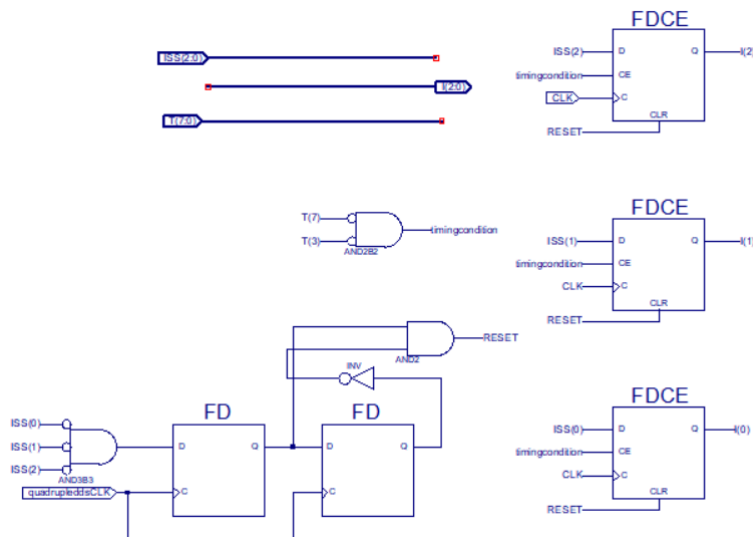 FDCE
ISS(2:0)
ISS(2)
D
Q
I(2)
timingcondition
CE
I(2:0)
CLK
C
T(7:0)
CLR
RESET
FDCE
T(7)
timingcondition
T(3)
AND2B2
ISS(1)
D
Q
I(1)
timingcondition
CE
CLK
C
CLR
RESET
RESET
AND2
INV
FDCE
FD
FD
ISS(0)
ISS(1)
ISS(2)
AND3B3
D
Q
D
Q
quadrupleddsCLK
C
C
ISS(0)
D
Q
I(0)
timingcondition
CE
CLK
C
CLR
RESET